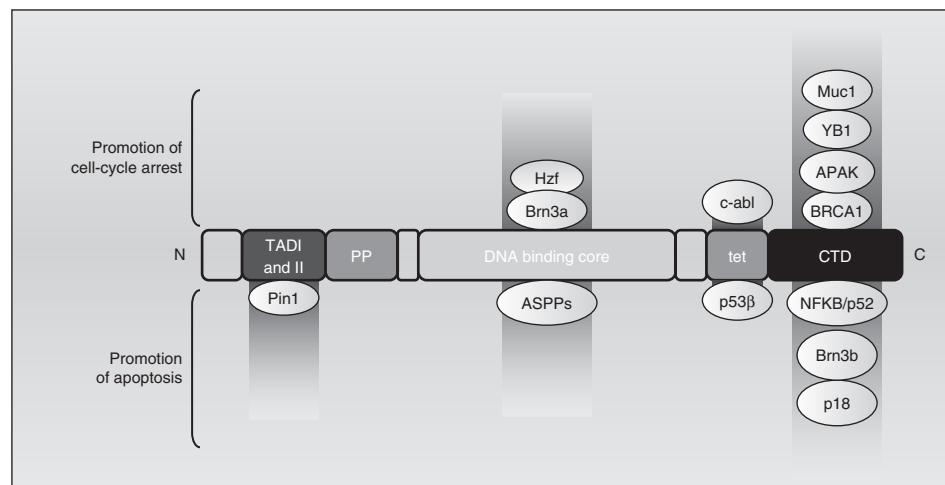 Muc1
YB1
Promotion of
cell-cycle arrest
APAK
Hzf
c-abl
Brn3a
BRCA1
N
TADI
and II
PP
DNA binding core
tet
CTD
C
Pin1
ASPPs
p53β
NFKB/p52
Promotion
of apoptosis
Brn3b
p18